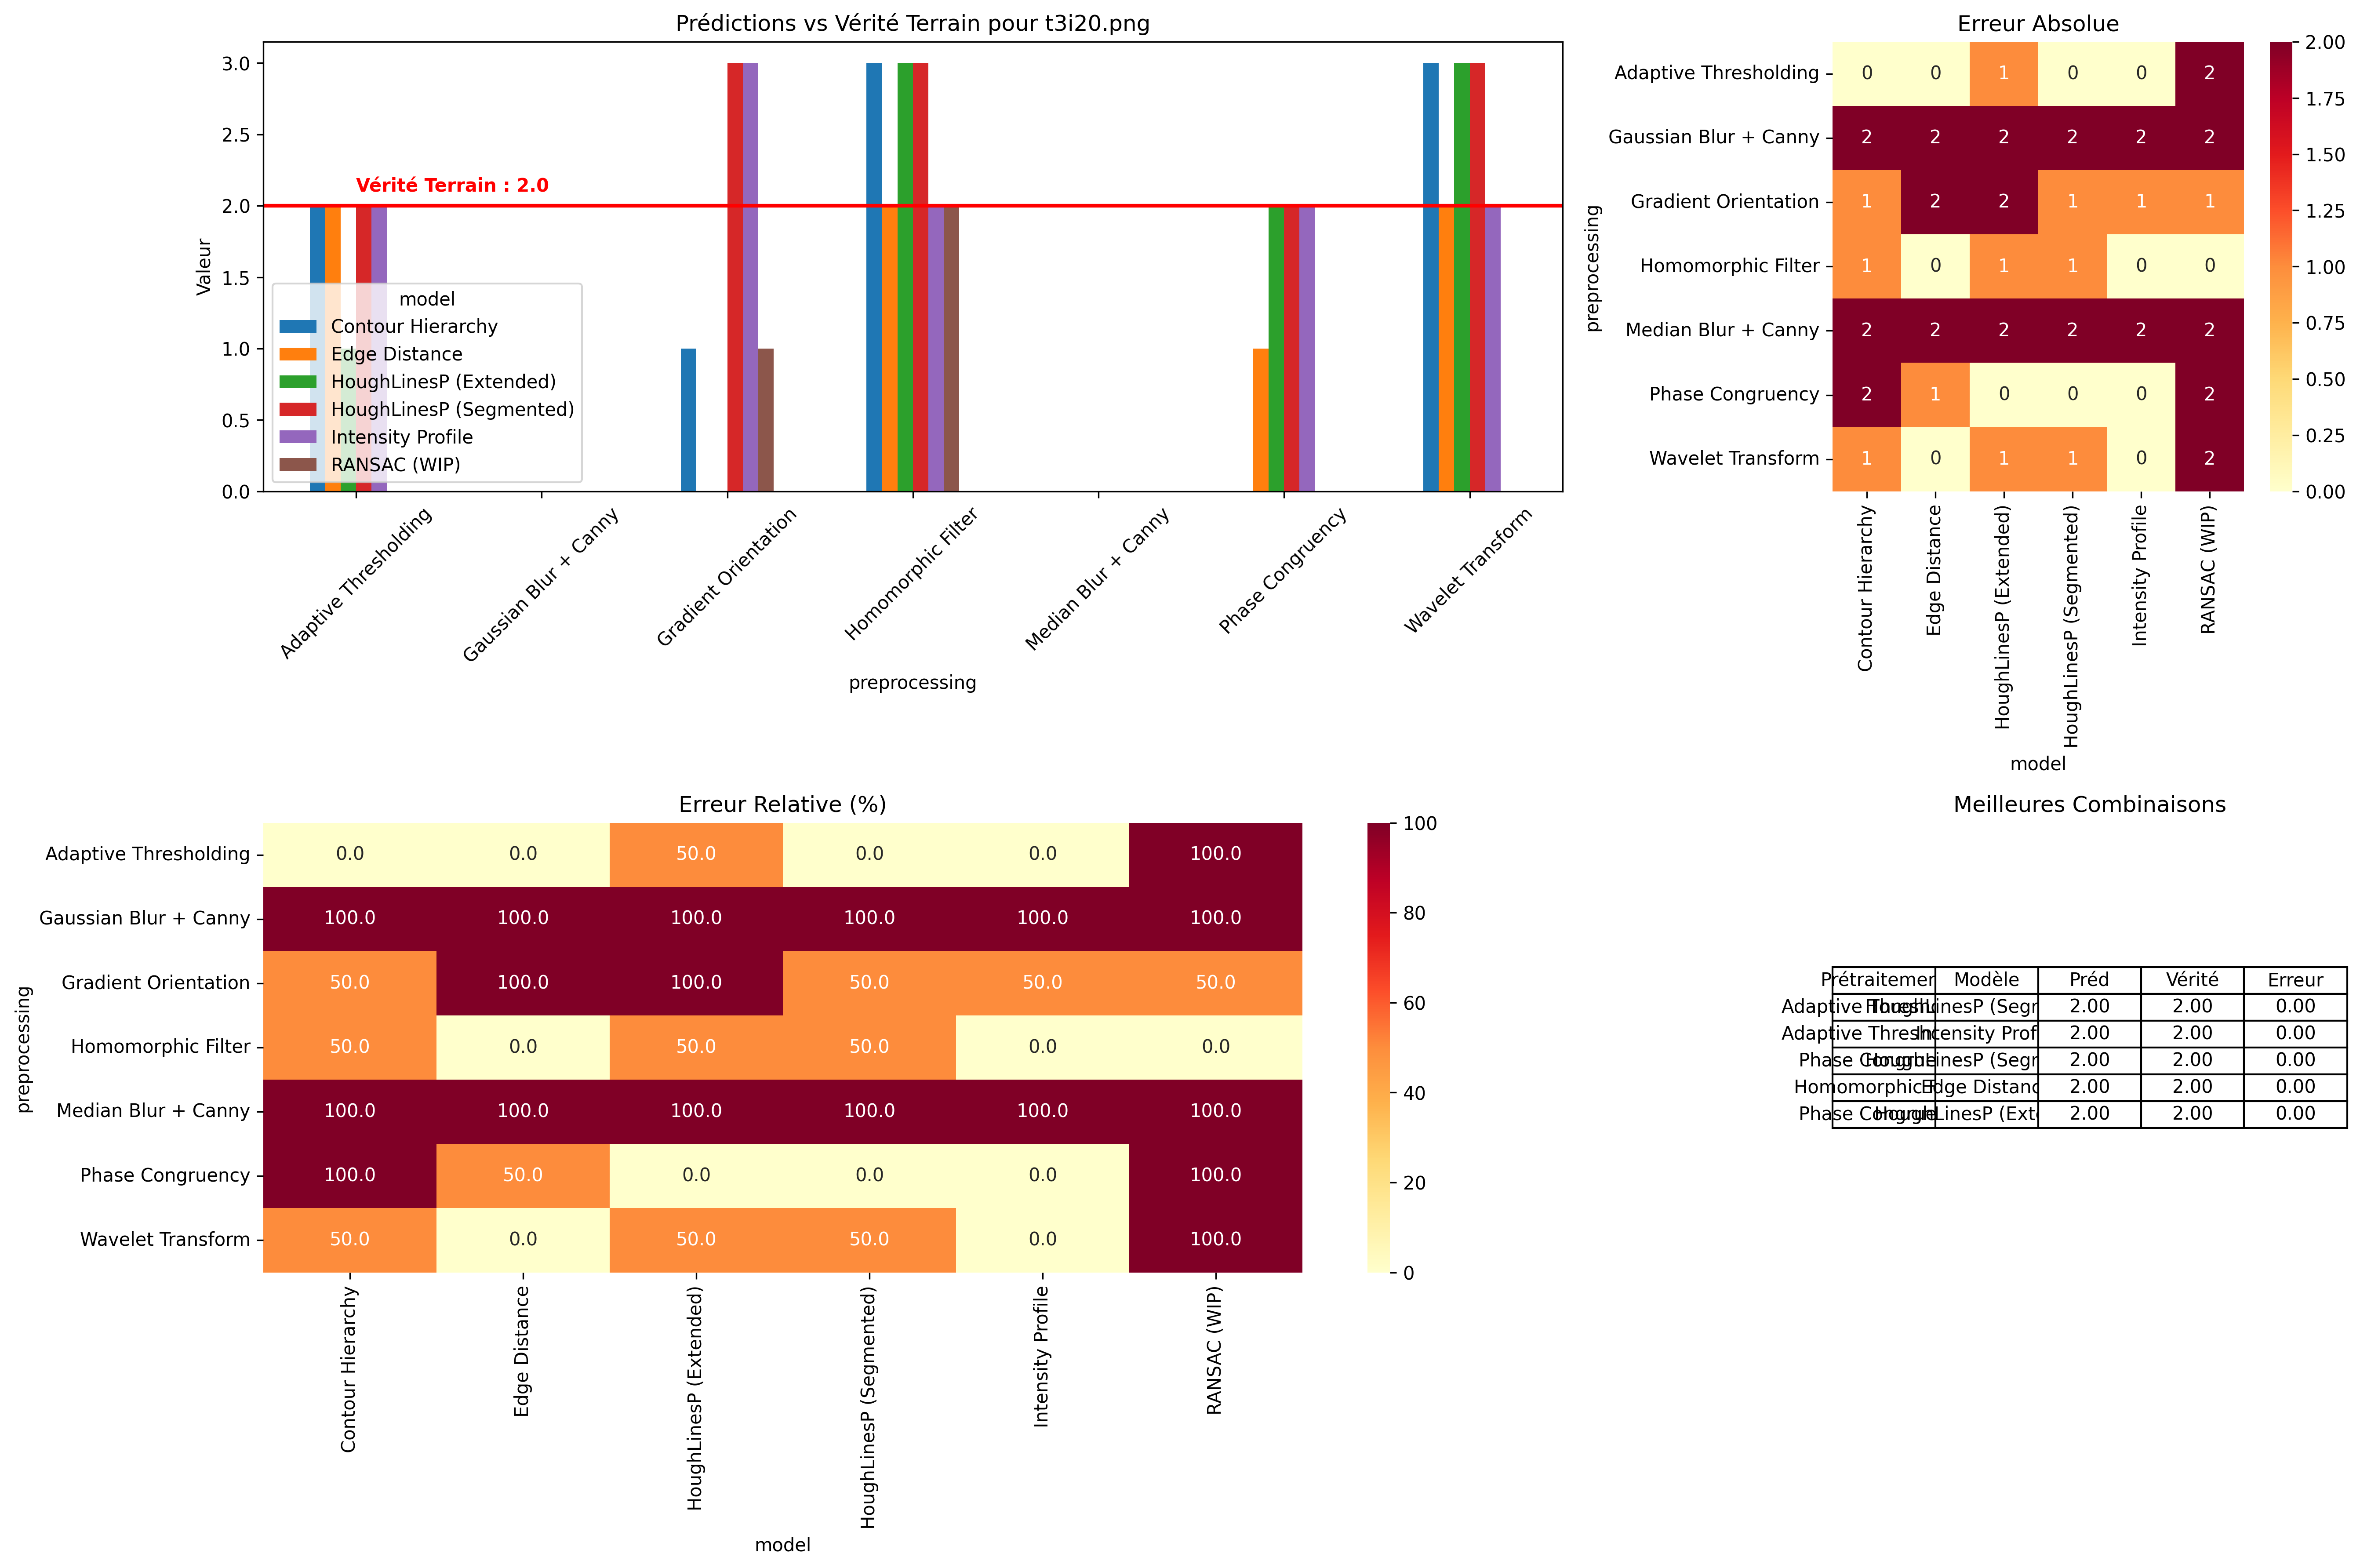 Prédictions vs Vérité Terrain pour t3i20.png
Valeur
3.0
2.5
2.0
1.5
1.0
0.5
0.0
Vérité Terrain : 2.0
model
Contour Hierarchy
Edge Distance
HoughLinesP (Extended)
HoughLinesP (Segmented)
Intensity Profile
RANSAC (WIP)
Adaptive Thresholding
Gaussian Blur + Canny
Gradient Orientation
Homomorphic Filter
Median Blur + Canny
Phase Congruency
Wavelet Transform
preprocessing
Erreur Absolue
preprocessing
Adaptive Thresholding 0 0 1 0 0 2
Gaussian Blur + Canny 2 2 2 2 2 2
Gradient Orientation 1 2 2 1 1 1
Homomorphic Filter 1 0 1 1 0 0
Median Blur + Canny 2 2 2 2 2 2
Phase Congruency 2 1 0 0 0 2
Wavelet Transform 1 0 1 1 0 2
Contour Hierarchy
Edge Distance
HoughLinesP (Extended)
HoughLinesP (Segmented)
Intensity Profile
RANSAC (WIP)
model
2.00
1.75
1.50
1.25
1.00
0.75
0.50
0.25
0.00
Erreur Relative (%)
preprocessing
Adaptive Thresholding 0.0 0.0 50.0 0.0 0.0 100.0
Gaussian Blur + Canny 100.0 100.0 100.0 100.0 100.0 100.0
Gradient Orientation 50.0 100.0 100.0 50.0 50.0 50.0
Homomorphic Filter 50.0 0.0 50.0 50.0 0.0 0.0
Median Blur + Canny 100.0 100.0 100.0 100.0 100.0 100.0
Phase Congruency 100.0 50.0 0.0 0.0 0.0 100.0
Wavelet Transform 50.0 0.0 50.0 50.0 0.0 100.0
Contour Hierarchy
Edge Distance
HoughLinesP (Extended)
HoughLinesP (Segmented)
Intensity Profile
RANSAC (WIP)
model
100
80
60
40
20
0
Meilleures Combinaisons
Modèle Préd Vérité Erreur
Adaptive 2.00 2.00 0.00
Adaptive 2.00 2.00 0.00
Phase 2.00 2.00 0.00
Homomorphic Edge 2.00 2.00 0.00
Phase 2.00 2.00 0.00